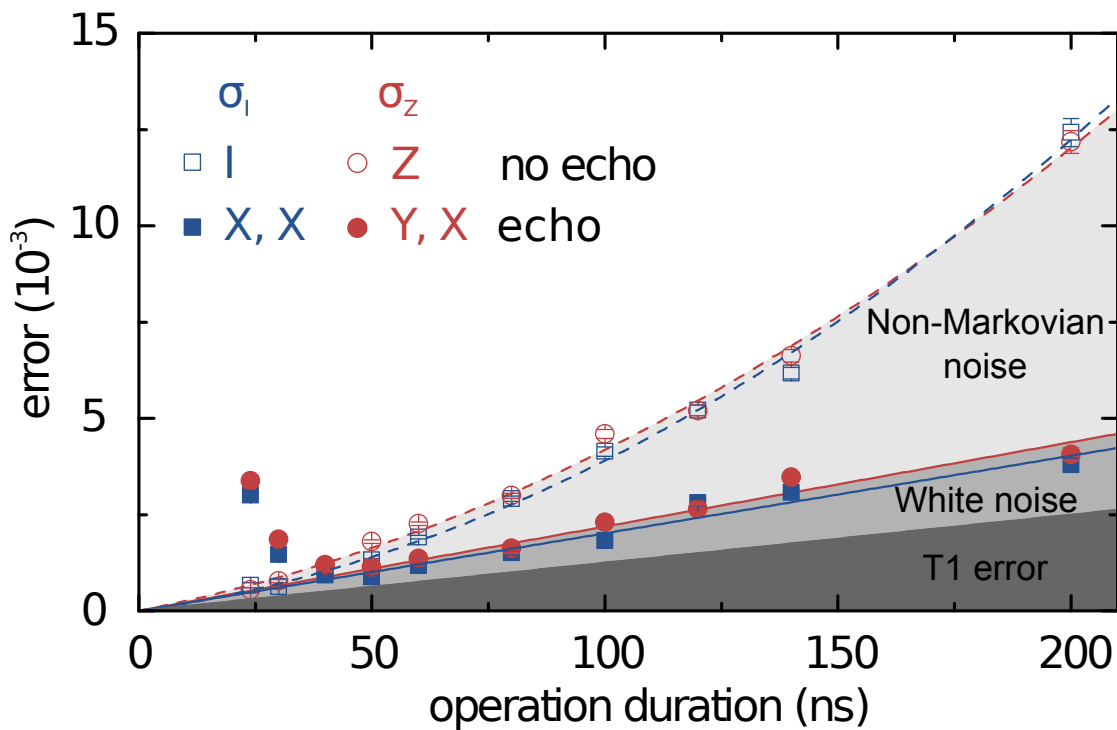 15
10
5
0
error (10⁻³)
σI σZ
I Z no echo
X, X Y, X echo
Non-Markovian
noise
White noise
T1 error
0 50 100 150 200
operation duration (ns)